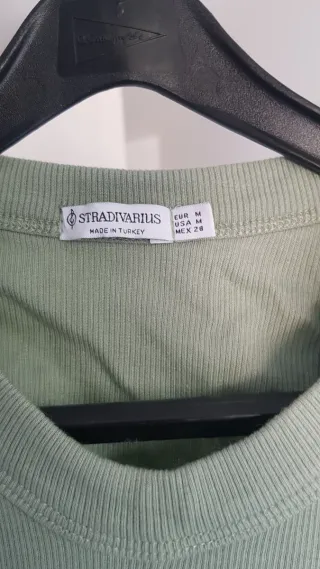 STRADIVARIUS
MADE IN TURKEY
EUR M
USA M
MEX 28